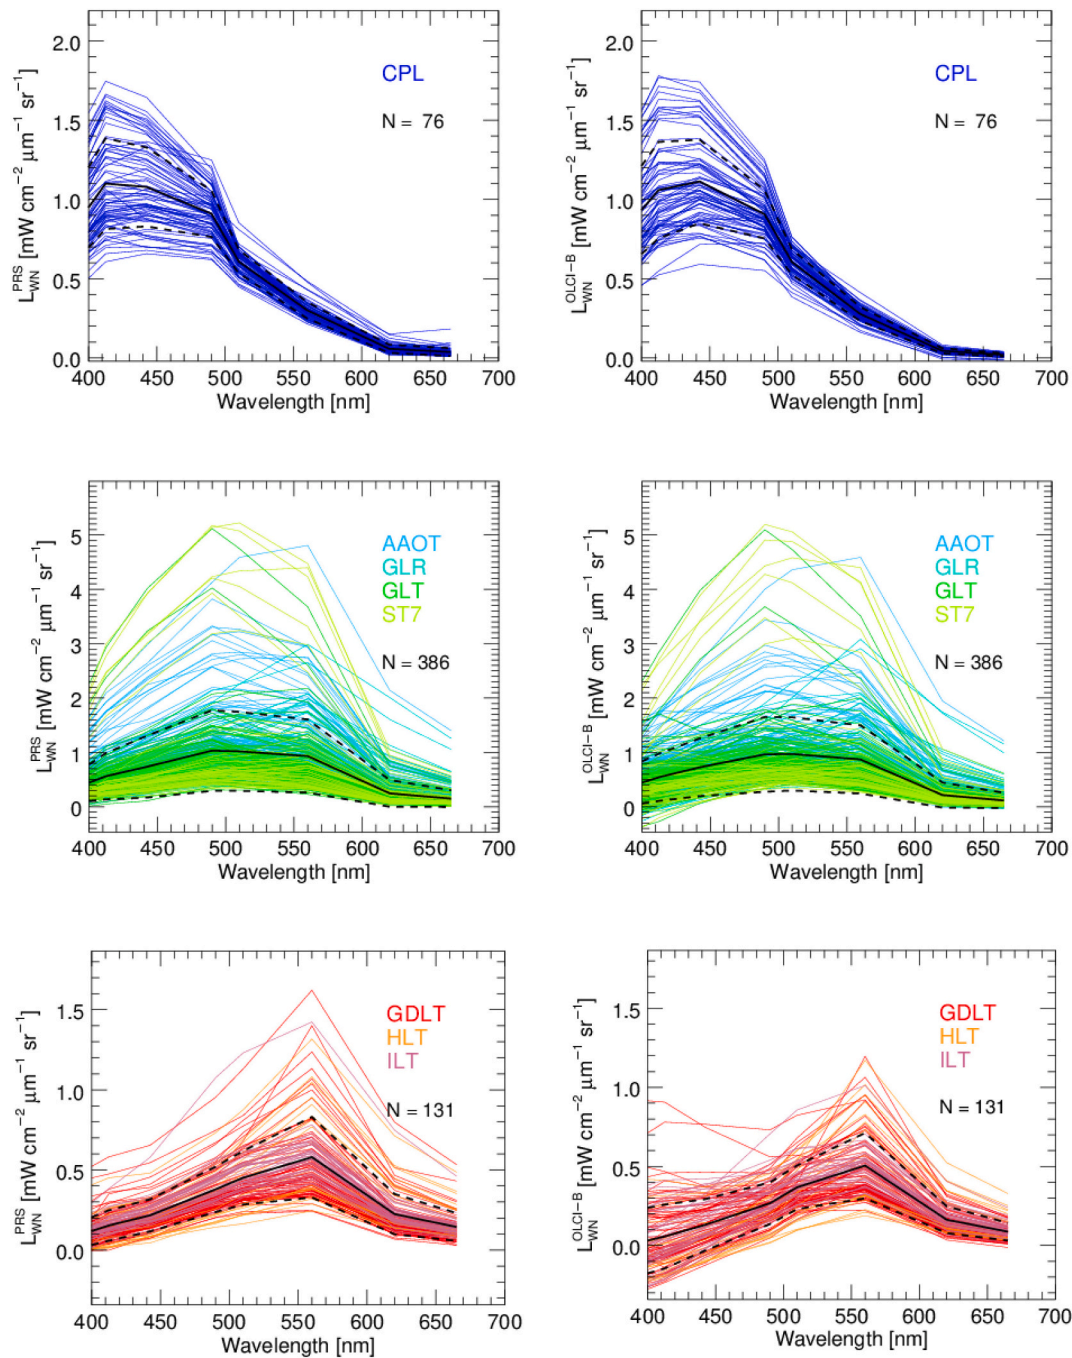 2.0
1.5
1.0
0.5
0.0
L_WN^PRS [mW cm⁻² μm⁻¹ sr⁻¹]
CPL
N = 76
400 450 500 550 600 650 700
Wavelength [nm]
2.0
1.5
1.0
0.5
0.0
L_WN^OLCI−B [mW cm⁻² μm⁻¹ sr⁻¹]
CPL
N = 76
400 450 500 550 600 650 700
Wavelength [nm]
5
4
3
2
1
0
L_WN^PRS [mW cm⁻² μm⁻¹ sr⁻¹]
AAOT
GLR
GLT
ST7
N = 386
400 450 500 550 600 650 700
Wavelength [nm]
5
4
3
2
1
0
L_WN^OLCI−B [mW cm⁻² μm⁻¹ sr⁻¹]
AAOT
GLR
GLT
ST7
N = 386
400 450 500 550 600 650 700
Wavelength [nm]
1.5
1.0
0.5
0.0
L_WN^PRS [mW cm⁻² μm⁻¹ sr⁻¹]
GDLT
HLT
ILT
N = 131
400 450 500 550 600 650 700
Wavelength [nm]
1.5
1.0
0.5
0.0
L_WN^OLCI−B [mW cm⁻² μm⁻¹ sr⁻¹]
GDLT
HLT
ILT
N = 131
400 450 500 550 600 650 700
Wavelength [nm]